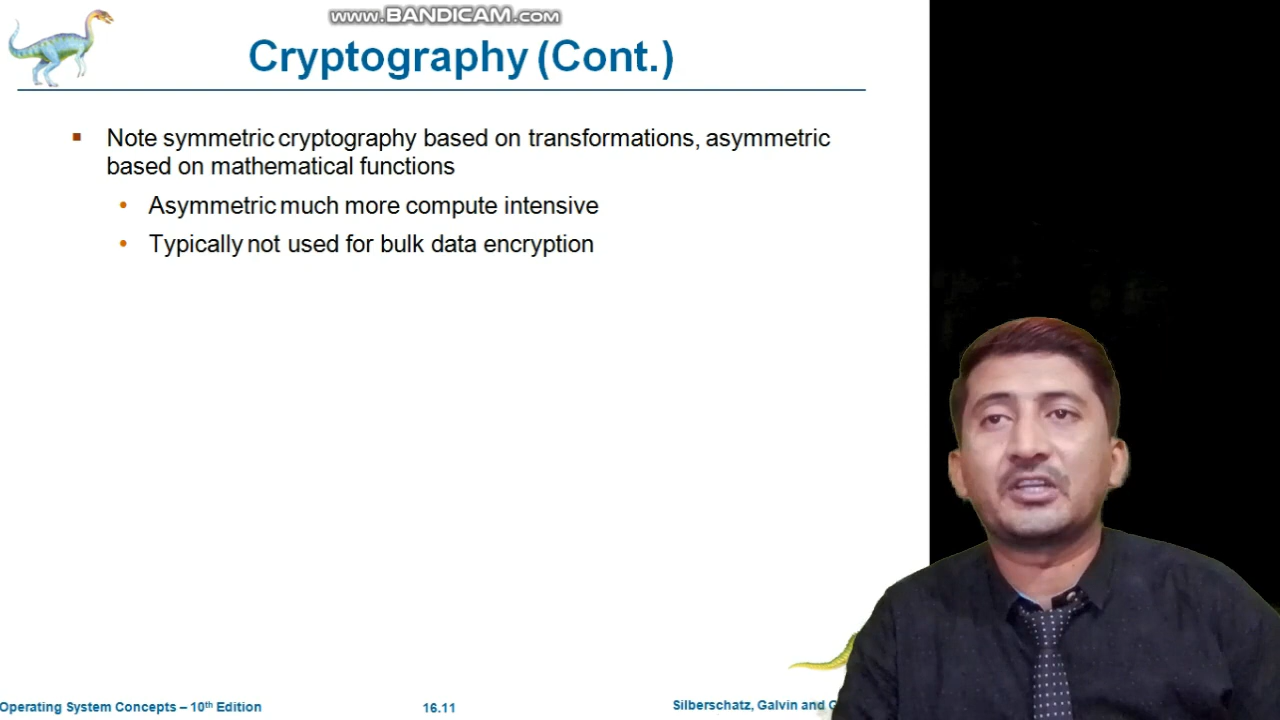 www.BANDICAM.com
Cryptography (Cont.)
Note symmetric cryptography based on transformations, asymmetric
based on mathematical functions
Asymmetric much more compute intensive
Typically not used for bulk data encryption
Operating System Concepts – 10th Edition
16.11
Silberschatz, Galvin and